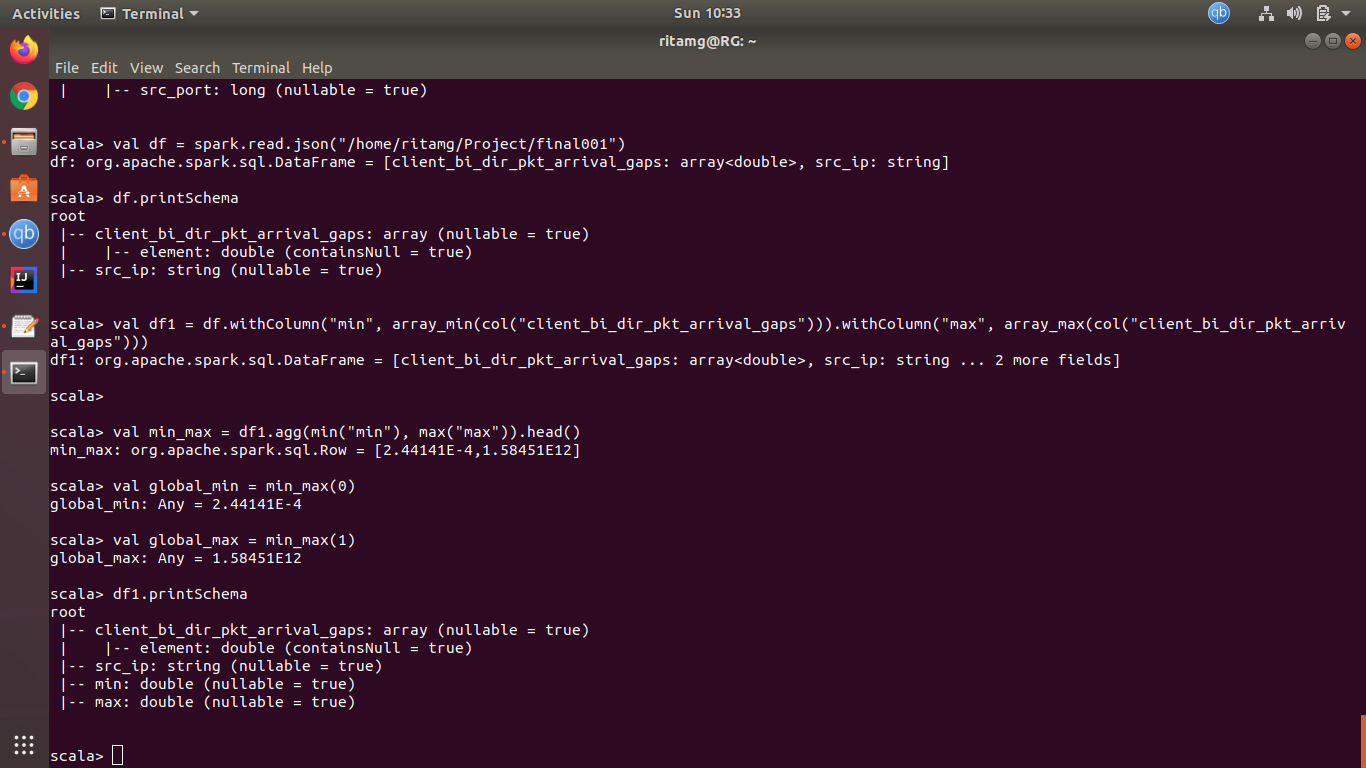 Activities Terminal Sun 10:33 qb
ritamg@RG: ~
File Edit View Search Terminal Help
| |-- src_port: long (nullable = true)
scala> val df = spark.read.json("/home/ritamg/Project/final001")
df: org.apache.spark.sql.DataFrame = [client_bi_dir_pkt_arrival_gaps: array<double>, src_ip: string]
scala> df.printSchema
root
|-- client_bi_dir_pkt_arrival_gaps: array (nullable = true)
| |-- element: double (containsNull = true)
|-- src_ip: string (nullable = true)
scala> val df1 = df.withColumn("min", array_min(col("client_bi_dir_pkt_arrival_gaps"))).withColumn("max", array_max(col("client_bi_dir_pkt_arriv
al_gaps")))
df1: org.apache.spark.sql.DataFrame = [client_bi_dir_pkt_arrival_gaps: array<double>, src_ip: string ... 2 more fields]
scala>
scala> val min_max = df1.agg(min("min"), max("max")).head()
min_max: org.apache.spark.sql.Row = [2.44141E-4,1.58451E12]
scala> val global_min = min_max(0)
global_min: Any = 2.44141E-4
scala> val global_max = min_max(1)
global_max: Any = 1.58451E12
scala> df1.printSchema
root
|-- client_bi_dir_pkt_arrival_gaps: array (nullable = true)
| |-- element: double (containsNull = true)
|-- src_ip: string (nullable = true)
|-- min: double (nullable = true)
|-- max: double (nullable = true)
scala>
A
qb
IJ
>_